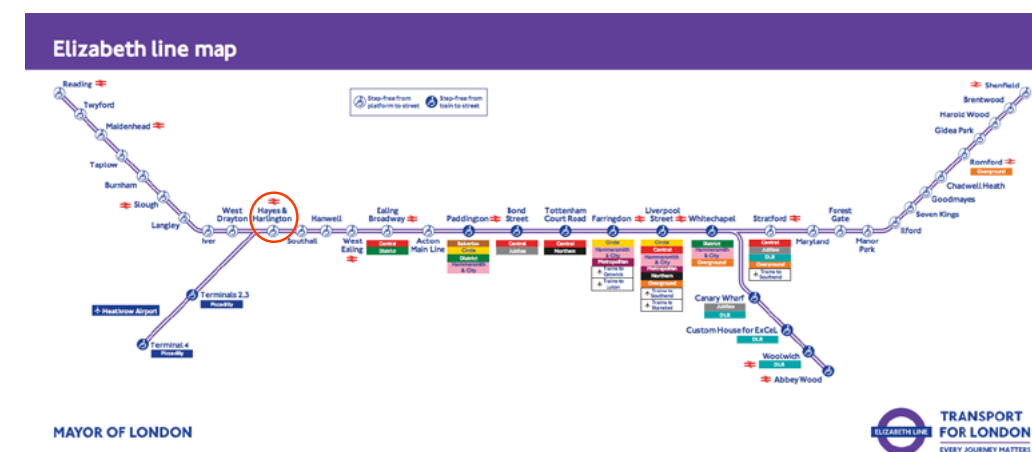 Elizabeth line map
Step-free from
platform to street
Step-free from
train to street
Reading
Twyford
Maidenhead
Taplow
Burnham
Slough
Langley
Iver
West
Drayton
Hayes &
Harlington
Southall
Hanwell
West
Ealing
Ealing
Broadway
Central
District
Acton
Main Line
Paddington
Bakerloo
Circle
District
Hammersmith
& City
Bond
Street
Central
Jubilee
Tottenham
Court Road
Central
Northern
Farringdon
Circle
Hammersmith
& City
Metropolitan
Trains to
Gatwick
Trains to
Luton
Liverpool
Street
Circle
Central
Hammersmith
& City
Metropolitan
Northern
Overground
Trains to
Southend
Trains to
Stansted
Whitechapel
District
Hammersmith
& City
Overground
Stratford
Central
Jubilee
DLR
Overground
Trains to
Southend
Maryland
Forest
Gate
Manor
Park
Ilford
Seven Kings
Goodmayes
Chadwell Heath
Romford
Overground
Gidea Park
Harold Wood
Brentwood
Shenfield
Heathrow Airport
Terminals 2,3
Piccadilly
Terminal 4
Piccadilly
Canary Wharf
Jubilee
DLR
Custom House for ExCeL
DLR
Woolwich
DLR
Abbey Wood
MAYOR OF LONDON
ELIZABETH LINE
TRANSPORT
FOR LONDON
EVERY JOURNEY MATTERS